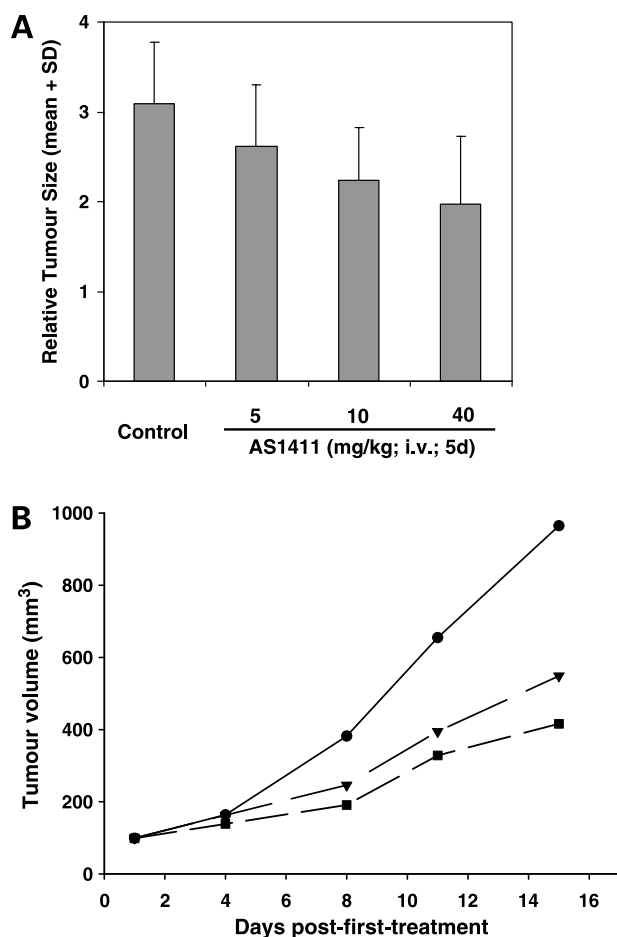 A
Relative Tumour Size (mean + SD)
4
3
2
1
0
Control
5 10 40
AS1411 (mg/kg; i.v.; 5d)
B
Tumour volume (mm³)
1000
800
600
400
200
0
0 2 4 6 8 10 12 14 16
Days post-first-treatment